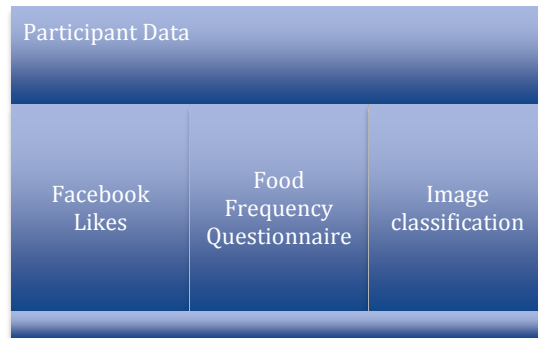 Participant Data
Facebook
Likes
Food
Frequency
Questionnaire
Image
classification